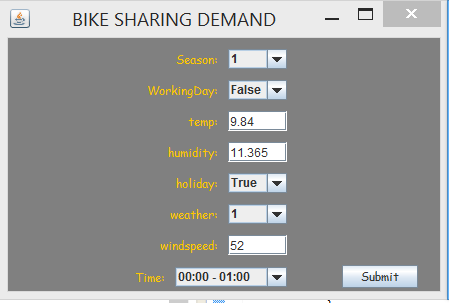 BIKE SHARING DEMAND
Season: 1
WorkingDay: False
temp: 9.84
humidity: 11.365
holiday: True
weather: 1
windspeed: 52
Time: 00:00 - 01:00 Submit